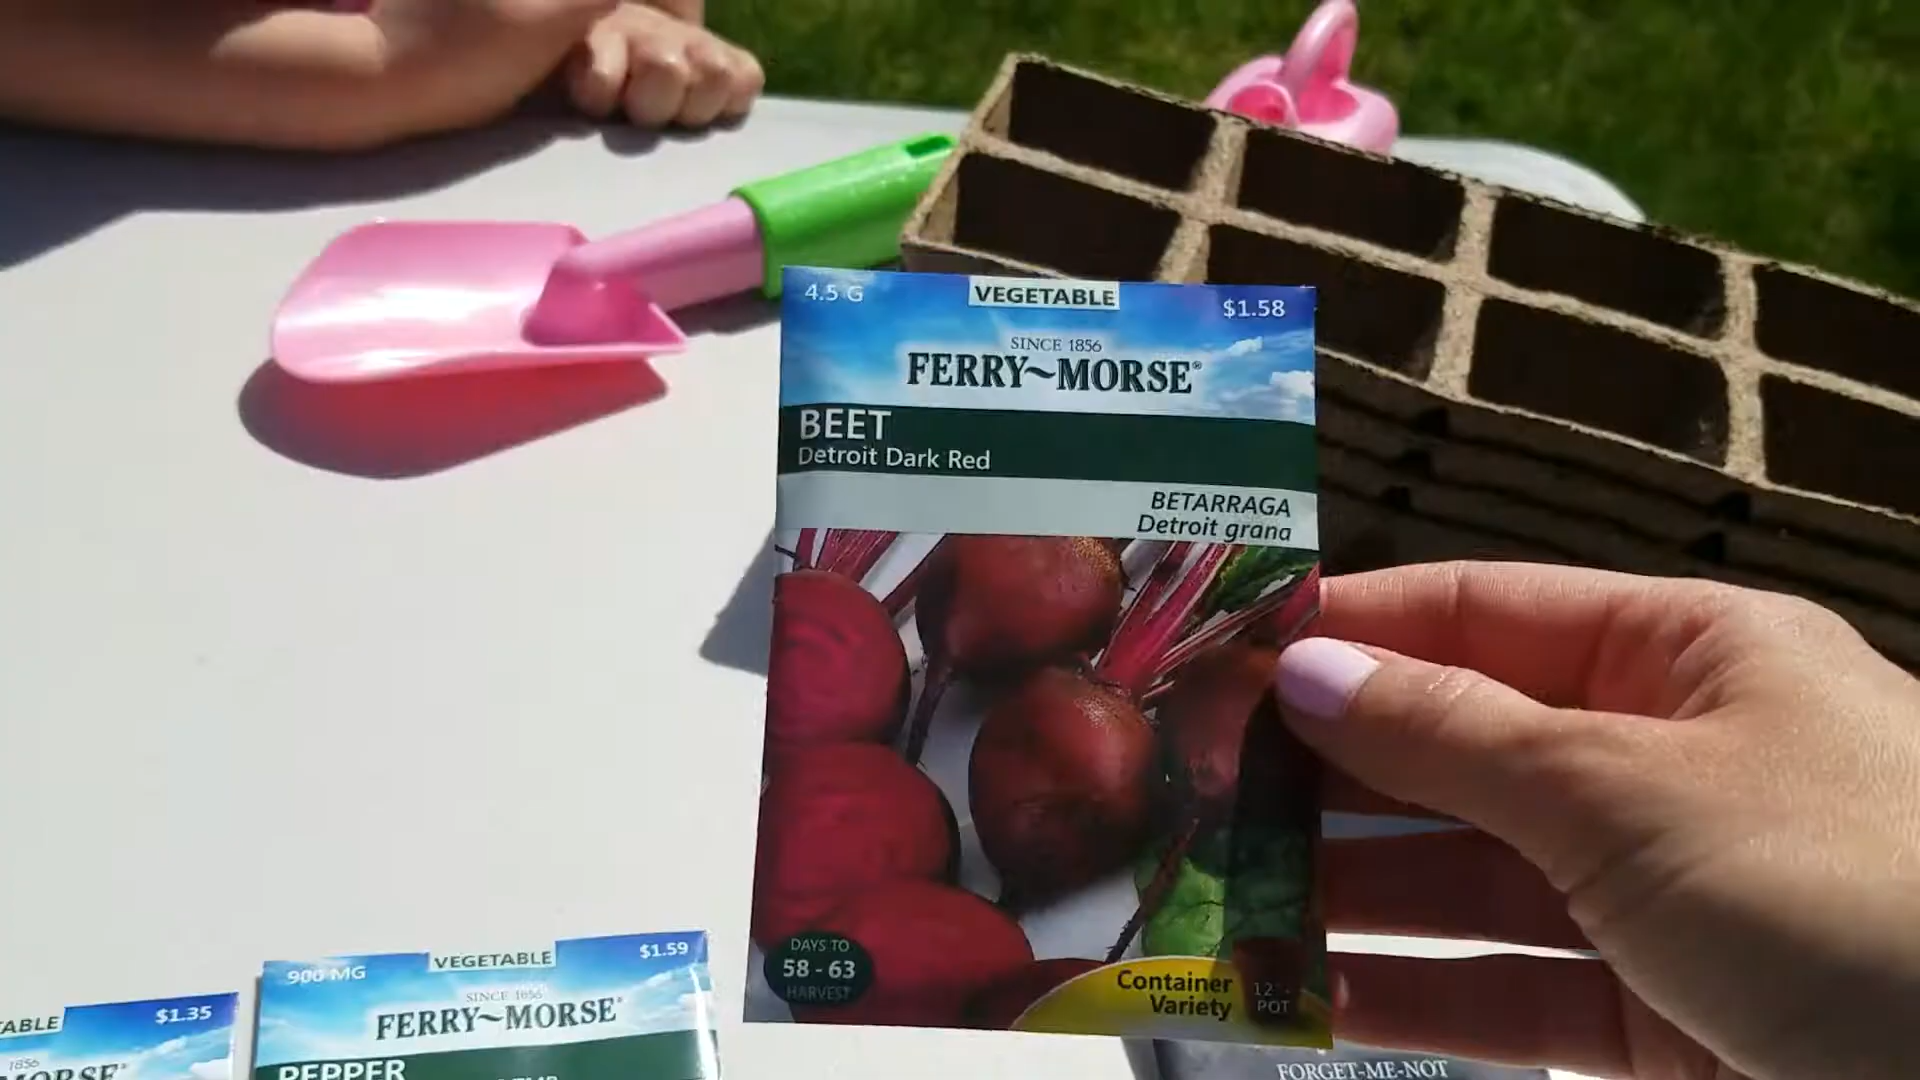 4.5 G
VEGETABLE
$1.58
SINCE 1856
FERRY~MORSE®
BEET
Detroit Dark Red
BETARRAGA
Detroit grana
DAYS TO
58 - 63
HARVEST
Container
Variety
12"
POT
900 MG
VEGETABLE
$1.59
SINCE 1856
FERRY~MORSE®
PEPPER
TABLE
$1.35
1856
MORSE®
FORGET-ME-NOT